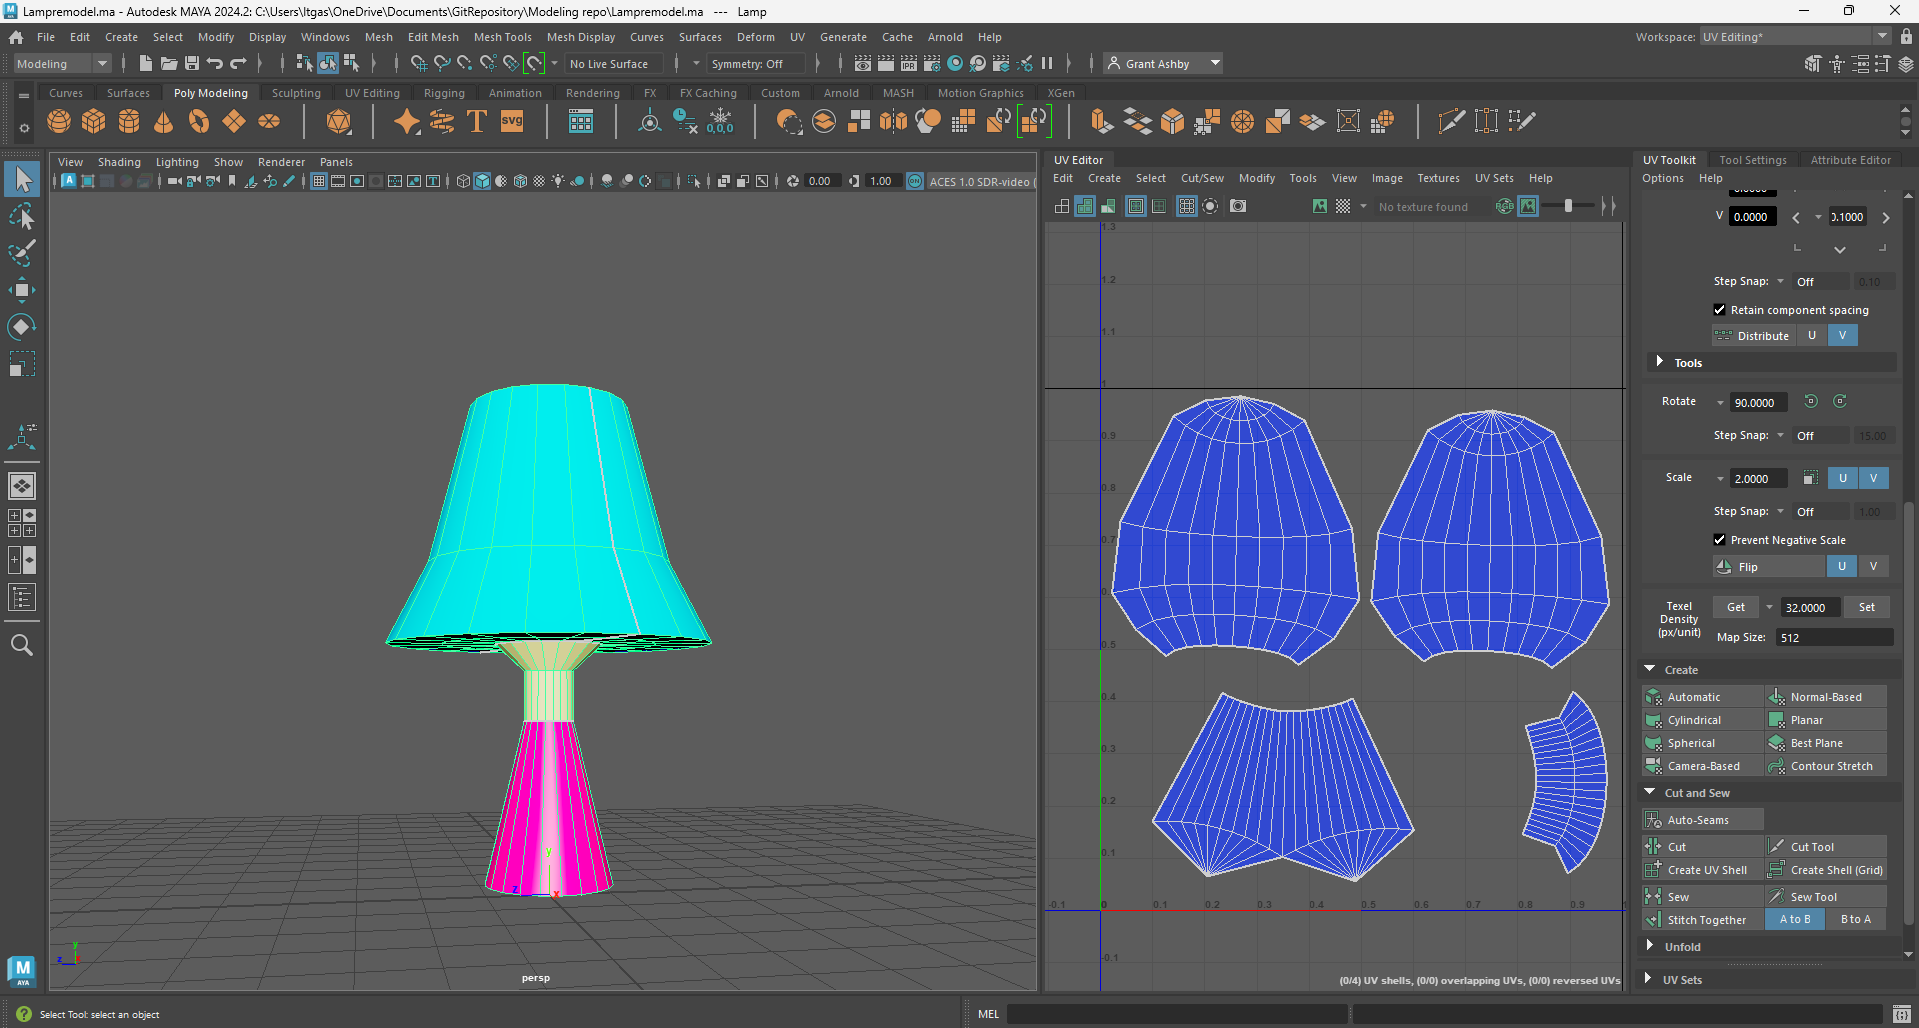 Lampremodel.ma - Autodesk MAYA 2024.2: C:\Users\ltgas\OneDrive\Documents\GitRepository\Modeling repo\Lampremodel.ma --- Lamp
File Edit Create Select Modify Display Windows Mesh Edit Mesh Mesh Tools Mesh Display Curves Surfaces Deform UV Generate Cache Arnold Help
Workspace: UV Editing*
Modeling
No Live Surface
Symmetry: Off
Grant Ashby
Curves Surfaces Poly Modeling Sculpting UV Editing Rigging Animation Rendering FX FX Caching Custom Arnold MASH Motion Graphics XGen
IPR
T
SVG
0,0,0
View Shading Lighting Show Renderer Panels
0.00
1.00
ON
ACES 1.0 SDR-video (
persp
y
z
x
y
z
UV Editor
Edit Create Select Cut/Sew Modify Tools View Image Textures UV Sets Help
No texture found
RGB
1.3
1.2
1.1
1
0.9
0.8
0.7
0.5
0.4
0.3
0.2
0.1
-0.1 0 0.1 0.2 0.3 0.4 0.5 0.6 0.7 0.8 0.9
-0.1
(0/4) UV shells, (0/0) overlapping UVs, (0/0) reversed UVs
UV Toolkit Tool Settings Attribute Editor
Options Help
V 0.0000
Step Snap: Off 0.10
Retain component spacing
Distribute U V
Tools
Rotate 90.0000
Step Snap: Off 15.00
Scale 2.0000 U V
Step Snap: Off 1.00
Prevent Negative Scale
Flip U V
Texel Density (px/unit)
Get 32.0000 Set
Map Size: 512
Create
Automatic Normal-Based
Cylindrical Planar
Spherical Best Plane
Camera-Based Contour Stretch
Cut and Sew
Auto-Seams
Cut Cut Tool
Create UV Shell Create Shell (Grid)
Sew Sew Tool
Stitch Together A to B B to A
Unfold
UV Sets
M
AYA
Select Tool: select an object
MEL